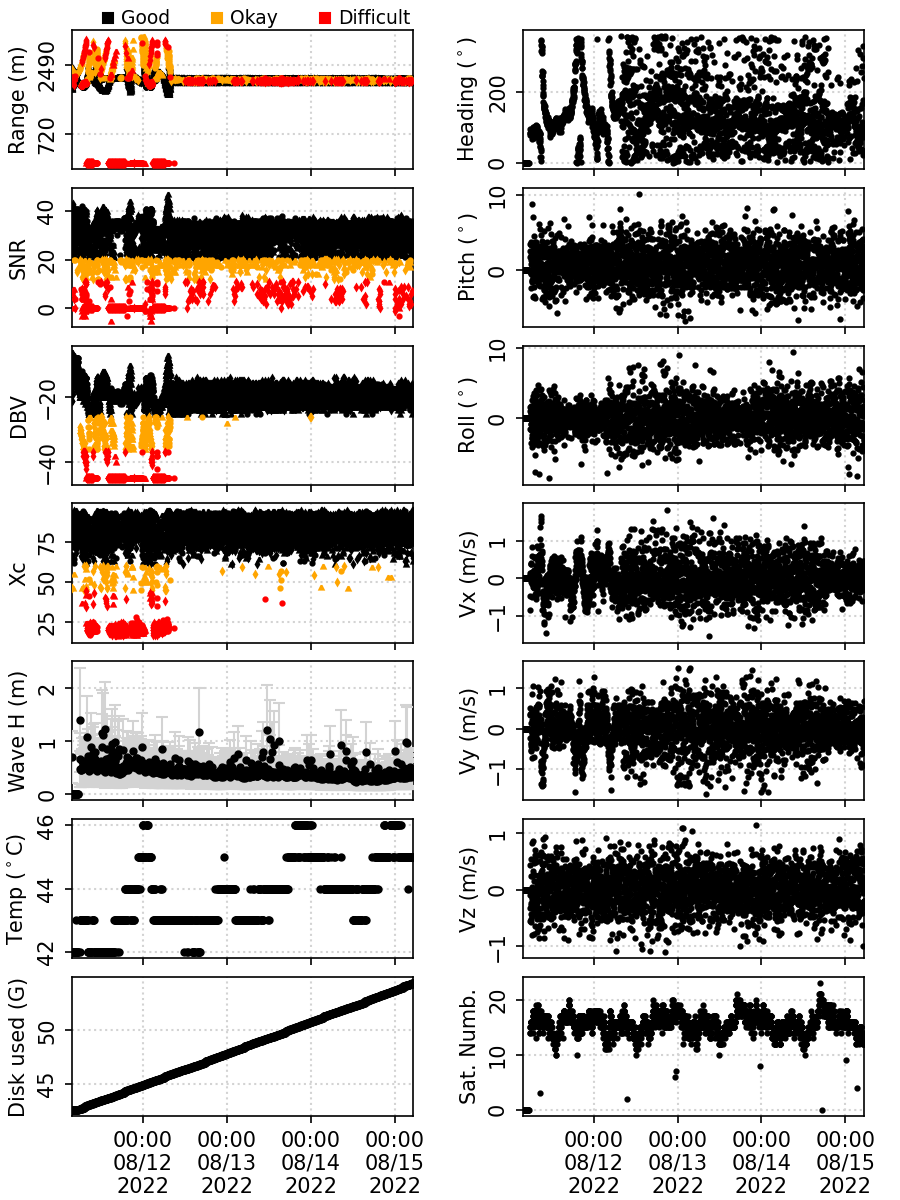 Good Okay Difficult
Range (m)
2490
720
Heading (°)
200
0
SNR
40
20
0
Pitch (°)
10
0
DBV
−20
−40
Roll (°)
10
0
Xc
75
50
25
Vx (m/s)
1
0
−1
Wave H (m)
2
1
0
Vy (m/s)
1
0
−1
Temp (°C)
46
44
42
Vz (m/s)
1
0
−1
Disk used (G)
50
45
Sat. Numb.
20
10
0
00:00 00:00 00:00 00:00
08/12 08/13 08/14 08/15
2022 2022 2022 2022
00:00 00:00 00:00 00:00
08/12 08/13 08/14 08/15
2022 2022 2022 2022